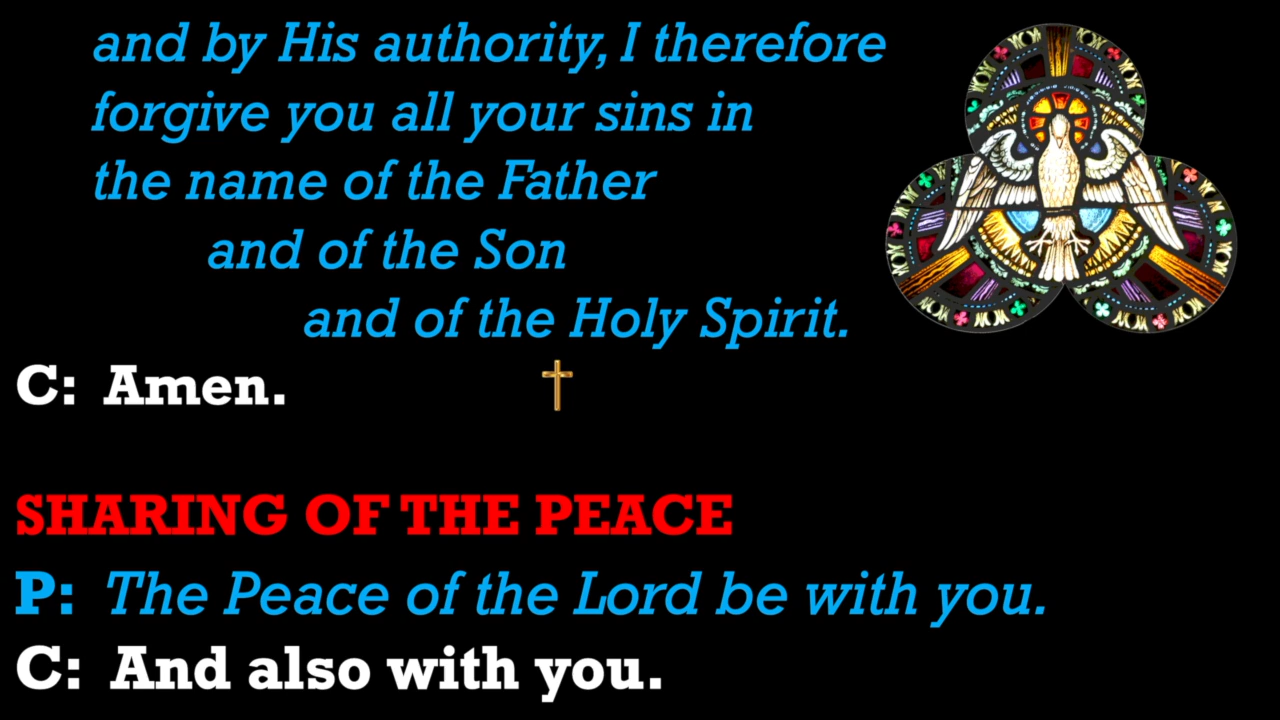 and by His authority, I therefore
forgive you all your sins in
the name of the Father
and of the Son
and of the Holy Spirit.
C: Amen.
SHARING OF THE PEACE
P: The Peace of the Lord be with you.
C: And also with you.